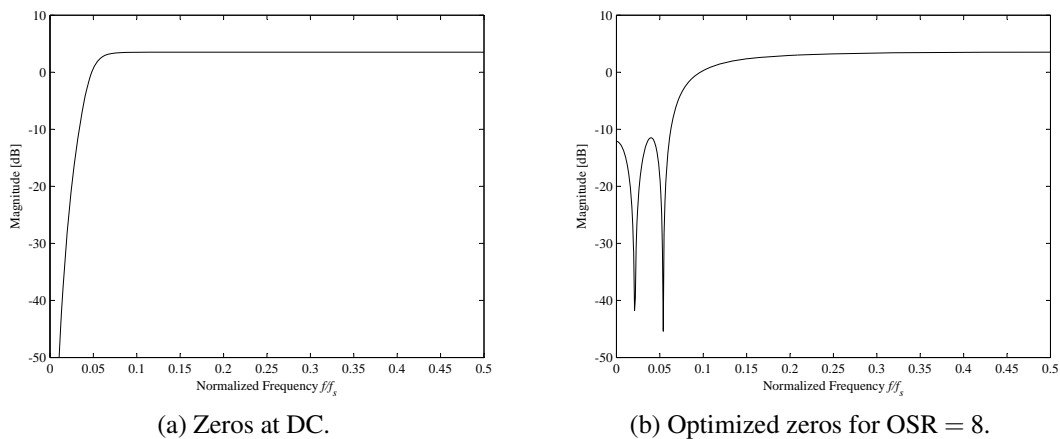 10
0
-10
-20
-30
-40
-50
Magnitude [dB]
0 0.05 0.1 0.15 0.2 0.25 0.3 0.35 0.4 0.45 0.5
Normalized Frequency f/fs
(a) Zeros at DC.
10
0
-10
-20
-30
-40
-50
Magnitude [dB]
0 0.05 0.1 0.15 0.2 0.25 0.3 0.35 0.4 0.45 0.5
Normalized Frequency f/fs
(b) Optimized zeros for OSR = 8.